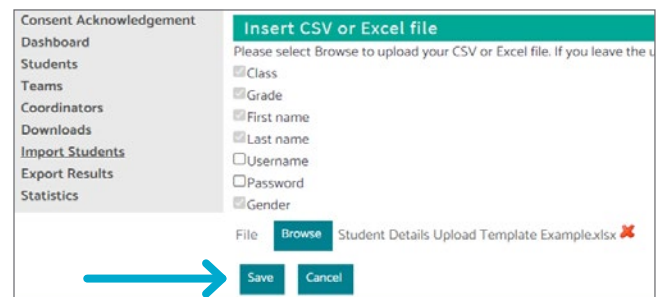 Consent Acknowledgement
Dashboard
Students
Teams
Coordinators
Downloads
Import Students
Export Results
Statistics
Insert CSV or Excel file
Please select Browse to upload your CSV or Excel file. If you leave the
Class
Grade
First name
Last name
Username
Password
Gender
File Browse Student Details Upload Template Example.xlsx
Save Cancel